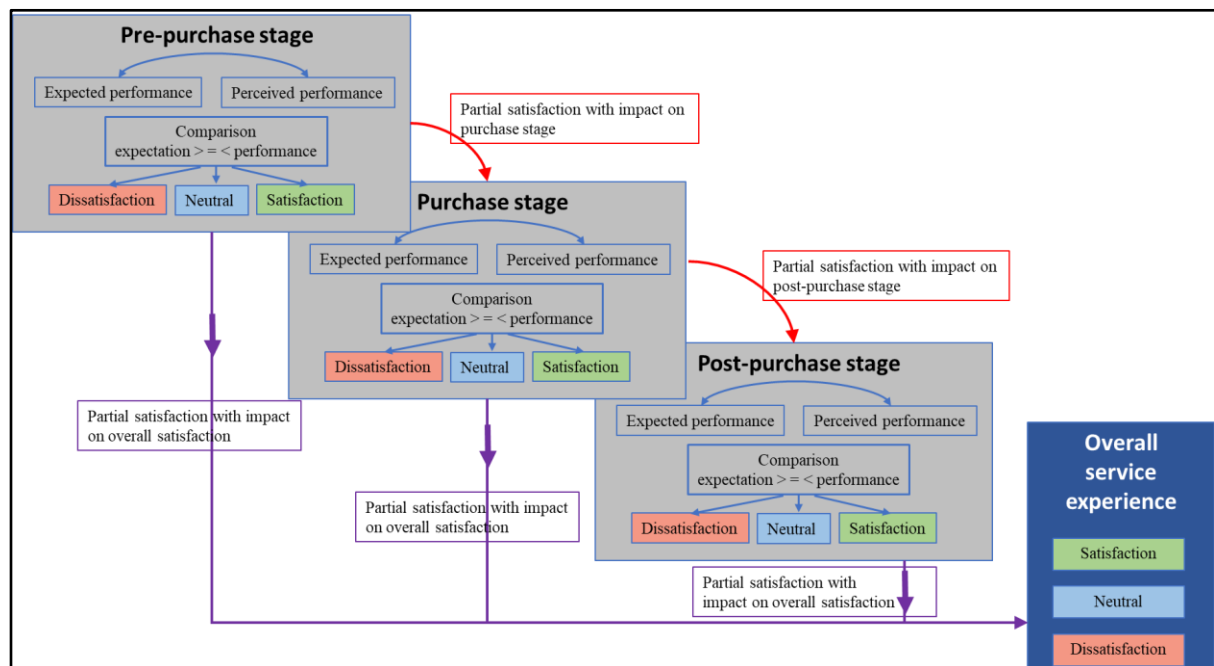 Pre-purchase stage
Expected performance
Perceived performance
Comparison
expectation > = < performance
Dissatisfaction
Neutral
Satisfaction
Partial satisfaction with impact on
purchase stage
Purchase stage
Expected performance
Perceived performance
Comparison
expectation > = < performance
Dissatisfaction
Neutral
Satisfaction
Partial satisfaction with impact on
post-purchase stage
Post-purchase stage
Expected performance
Perceived performance
Comparison
expectation > = < performance
Dissatisfaction
Neutral
Satisfaction
Partial satisfaction with impact
on overall satisfaction
Partial satisfaction with impact
on overall satisfaction
Partial satisfaction with
impact on overall satisfaction
Overall
service
experience
Satisfaction
Neutral
Dissatisfaction